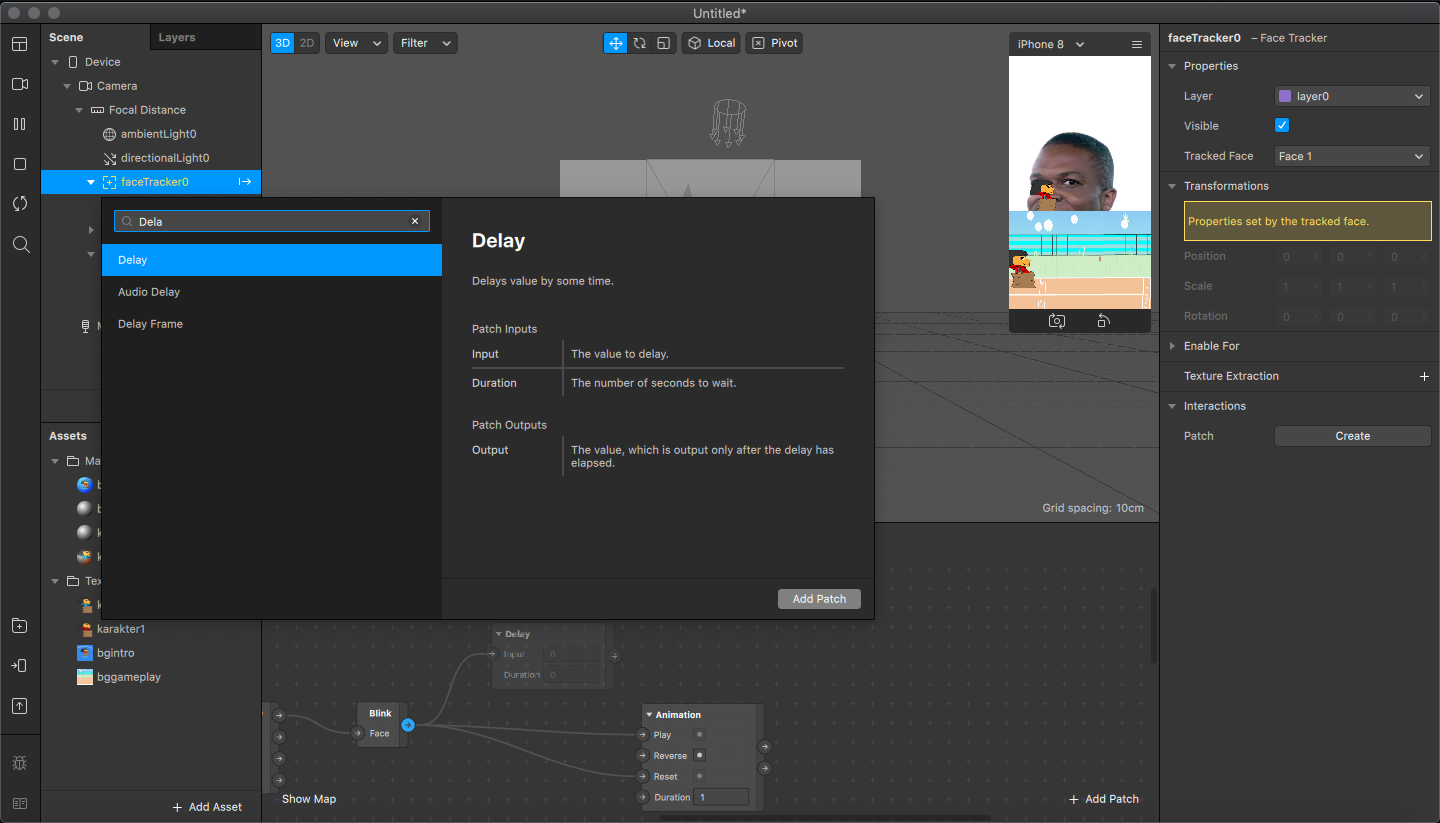 Untitled*
Scene
Layers
Device
Camera
Focal Distance
ambientLight0
directionalLight0
faceTracker0
3D
2D
View
Filter
Local
Pivot
iPhone 8
Grid spacing: 10cm
Dela
Delay
Audio Delay
Delay Frame
Delay
Delays value by some time.
Patch Inputs
Input The value to delay.
Duration The number of seconds to wait.
Patch Outputs
Output The value, which is output only after the delay has
elapsed.
Add Patch
Assets
Ma
Tex
karakter1
bgintro
bggameplay
Add Asset
Delay
Input 0
Duration 0
Blink
Face
Animation
Play
Reverse
Reset
Duration 1
Show Map
Add Patch
faceTracker0 – Face Tracker
Properties
Layer layer0
Visible
Tracked Face Face 1
Transformations
Properties set by the tracked face.
Position 0 0 0
Scale 1 1 1
Rotation 0 0 0
Enable For
Texture Extraction
Interactions
Patch Create